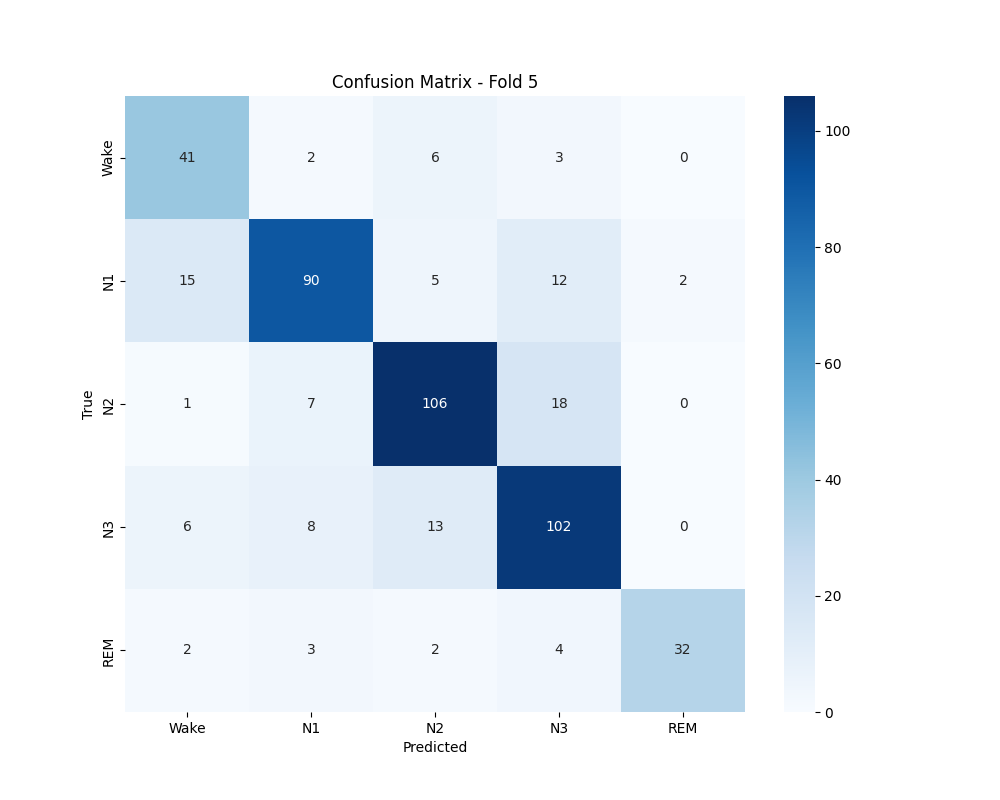 Confusion Matrix - Fold 5
True
Wake 41 2 6 3 0
N1 15 90 5 12 2
N2 1 7 106 18 0
N3 6 8 13 102 0
REM 2 3 2 4 32
Wake N1 N2 N3 REM
Predicted
100
80
60
40
20
0